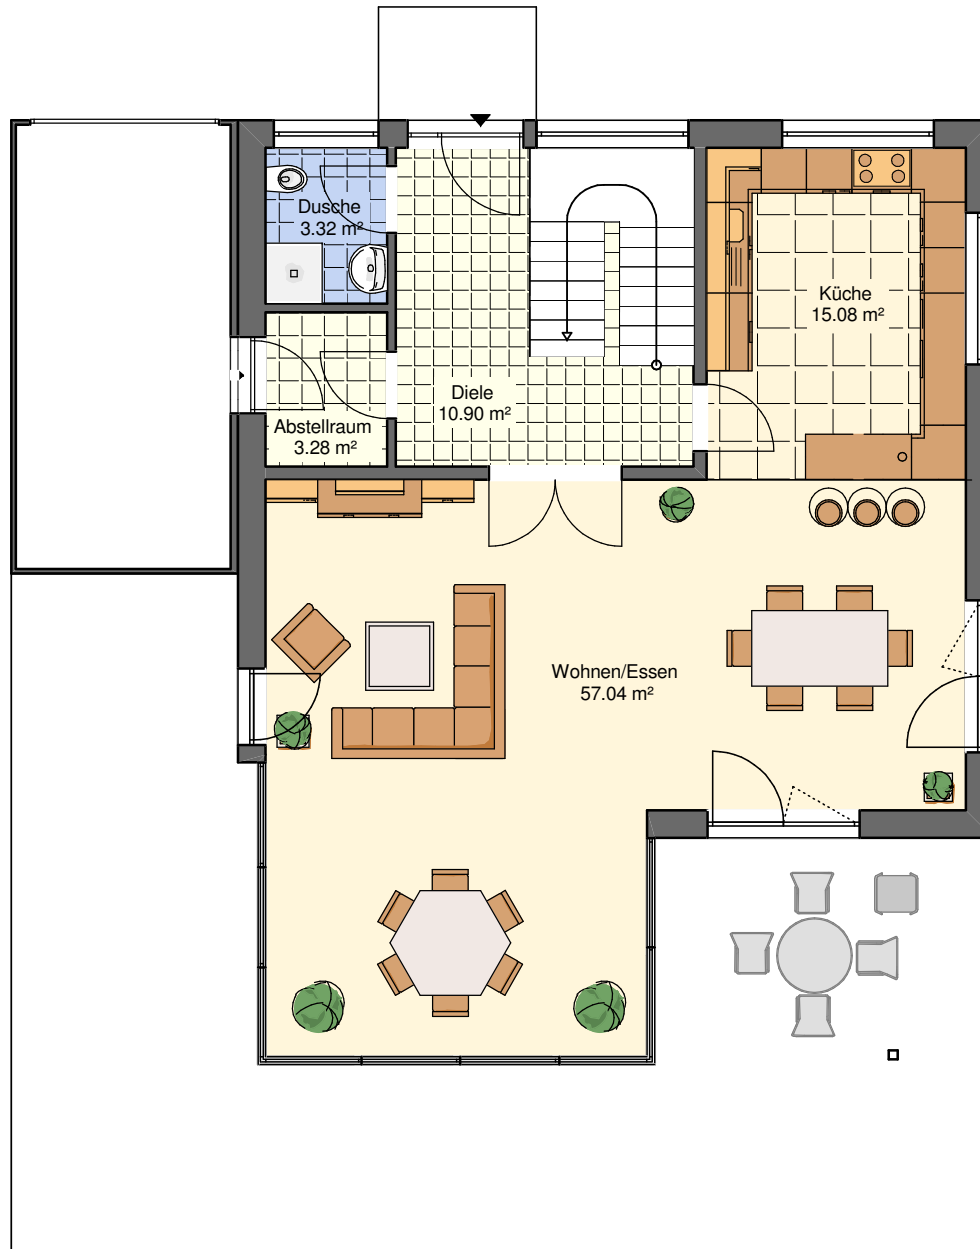 Dusche
3.32 m²
Küche
15.08 m²
Diele
10.90 m²
Abstellraum
3.28 m²
Wohnen/Essen
57.04 m²